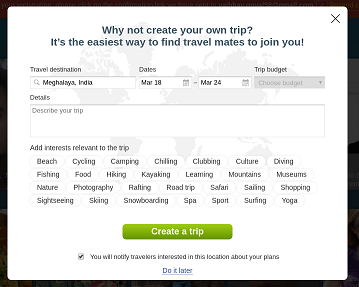 Why not create your own trip?
It's the easiest way to find travel mates to join you!
Travel destination Dates Trip budget
Meghalaya, India Mar 18 – Mar 24 Choose budget
Details
Describe your trip
Add interests relevant to the trip
Beach Cycling Camping Chilling Clubbing Culture Diving
Fishing Food Hiking Kayaking Learning Mountains Museums
Nature Photography Rafting Road trip Safari Sailing Shopping
Sightseeing Skiing Snowboarding Spa Sport Surfing Yoga
Create a trip
You will notify travelers interested in this location about your plans
Do it later